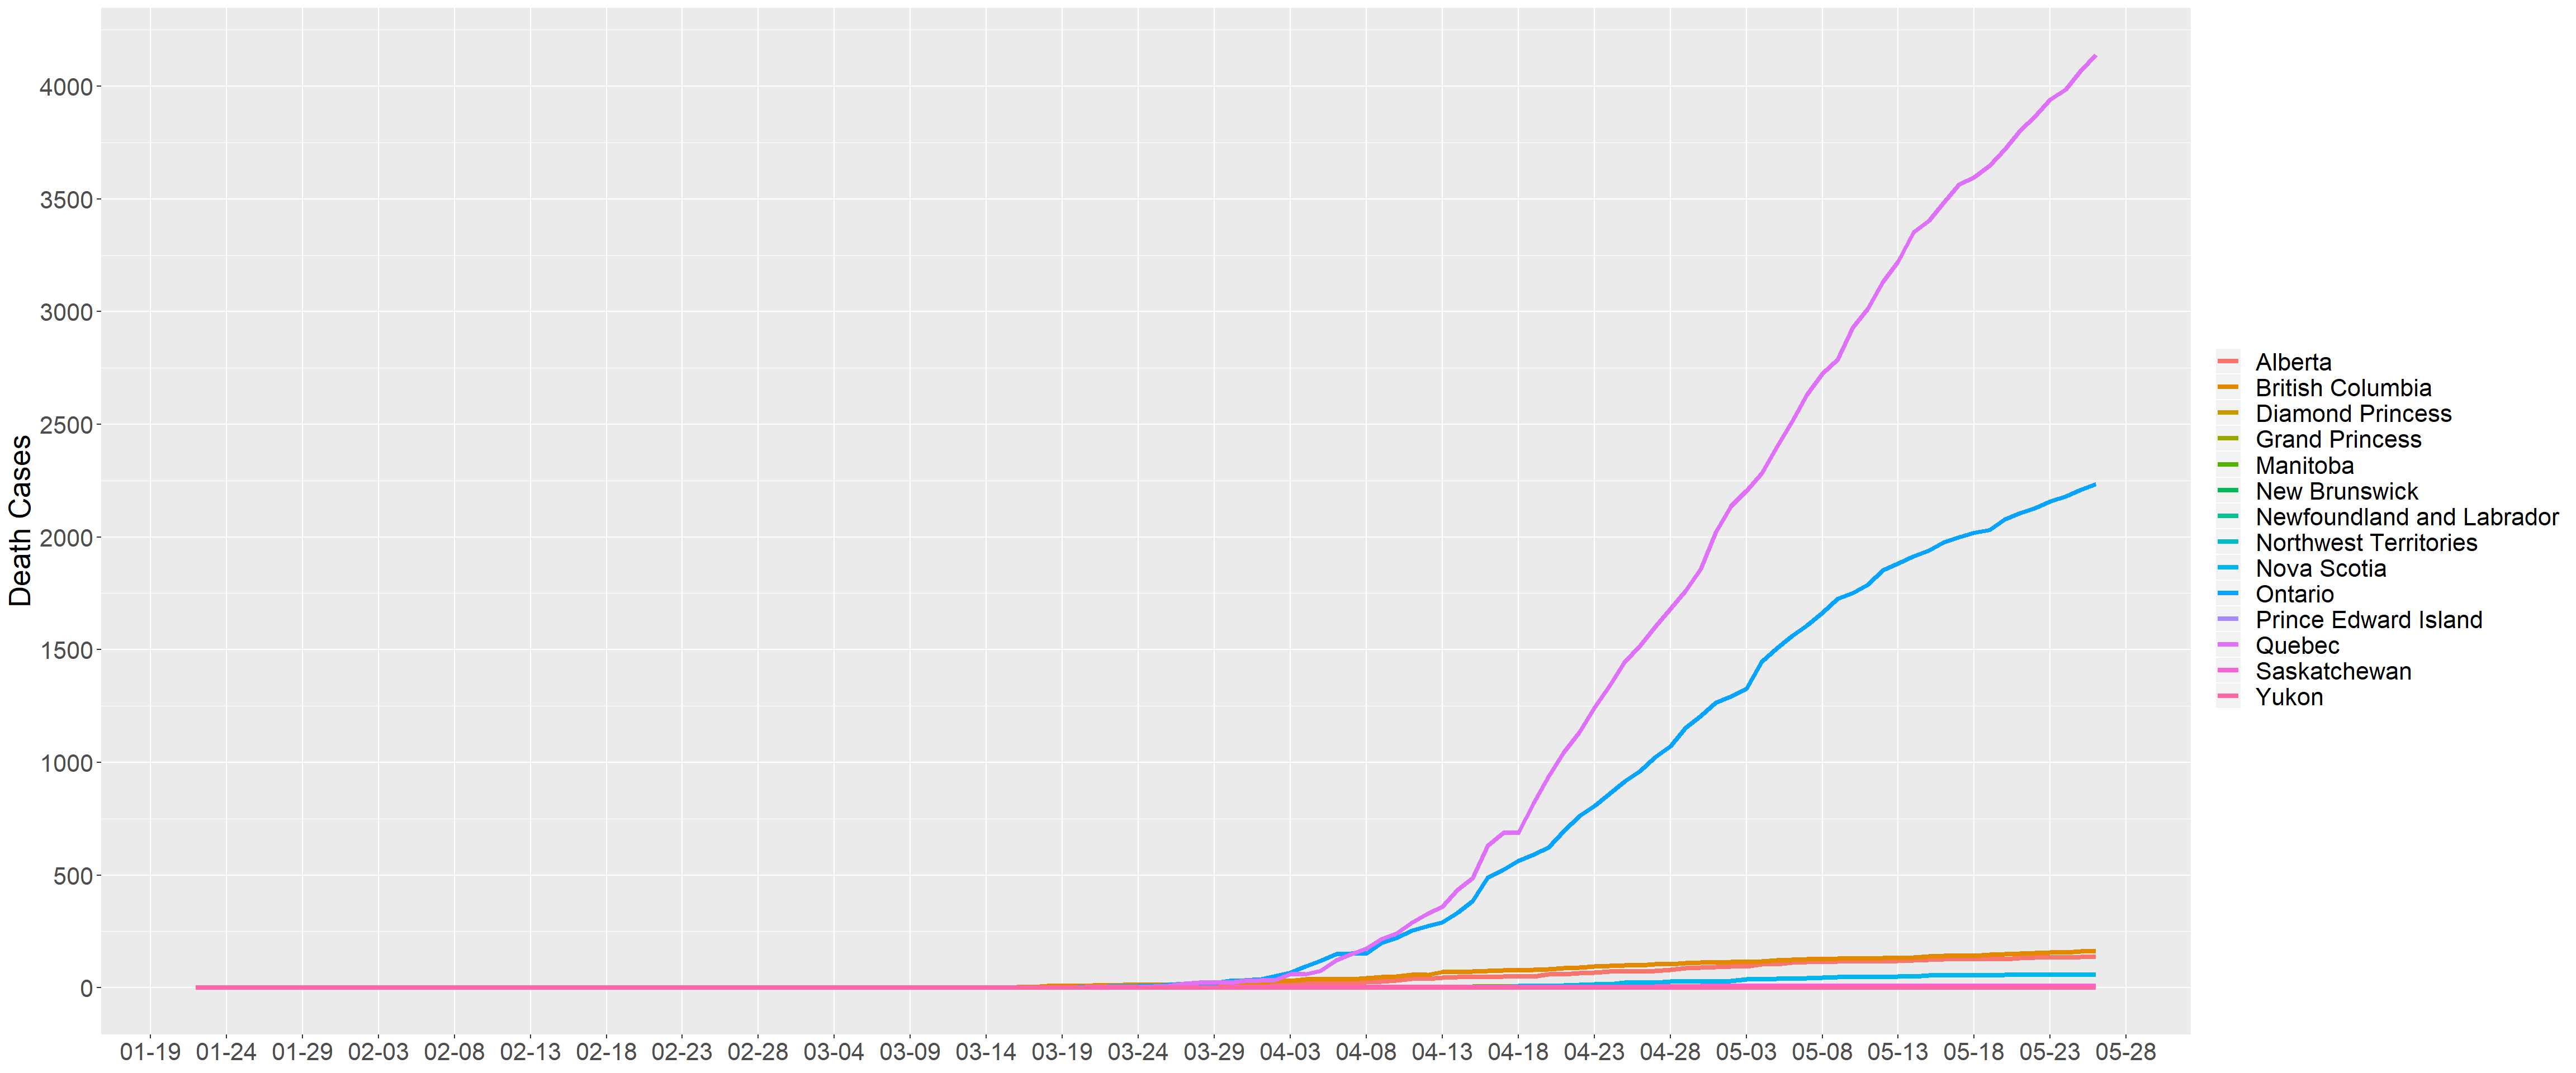 Death Cases
4000
3500
3000
2500
2000
1500
1000
500
0
01-19 01-24 01-29 02-03 02-08 02-13 02-18 02-23 02-28 03-04 03-09 03-14 03-19 03-24 03-29 04-03 04-08 04-13 04-18 04-23 04-28 05-03 05-08 05-13 05-18 05-23 05-28
Alberta
British Columbia
Diamond Princess
Grand Princess
Manitoba
New Brunswick
Newfoundland and Labrador
Northwest Territories
Nova Scotia
Ontario
Prince Edward Island
Quebec
Saskatchewan
Yukon